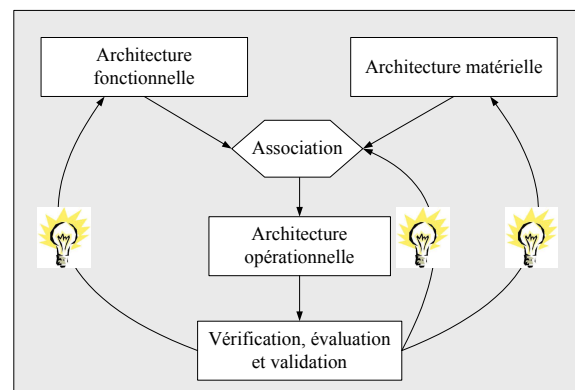 Architecture
fonctionnelle
Architecture matérielle
Association
Architecture
opérationnelle
Vérification, évaluation
et validation